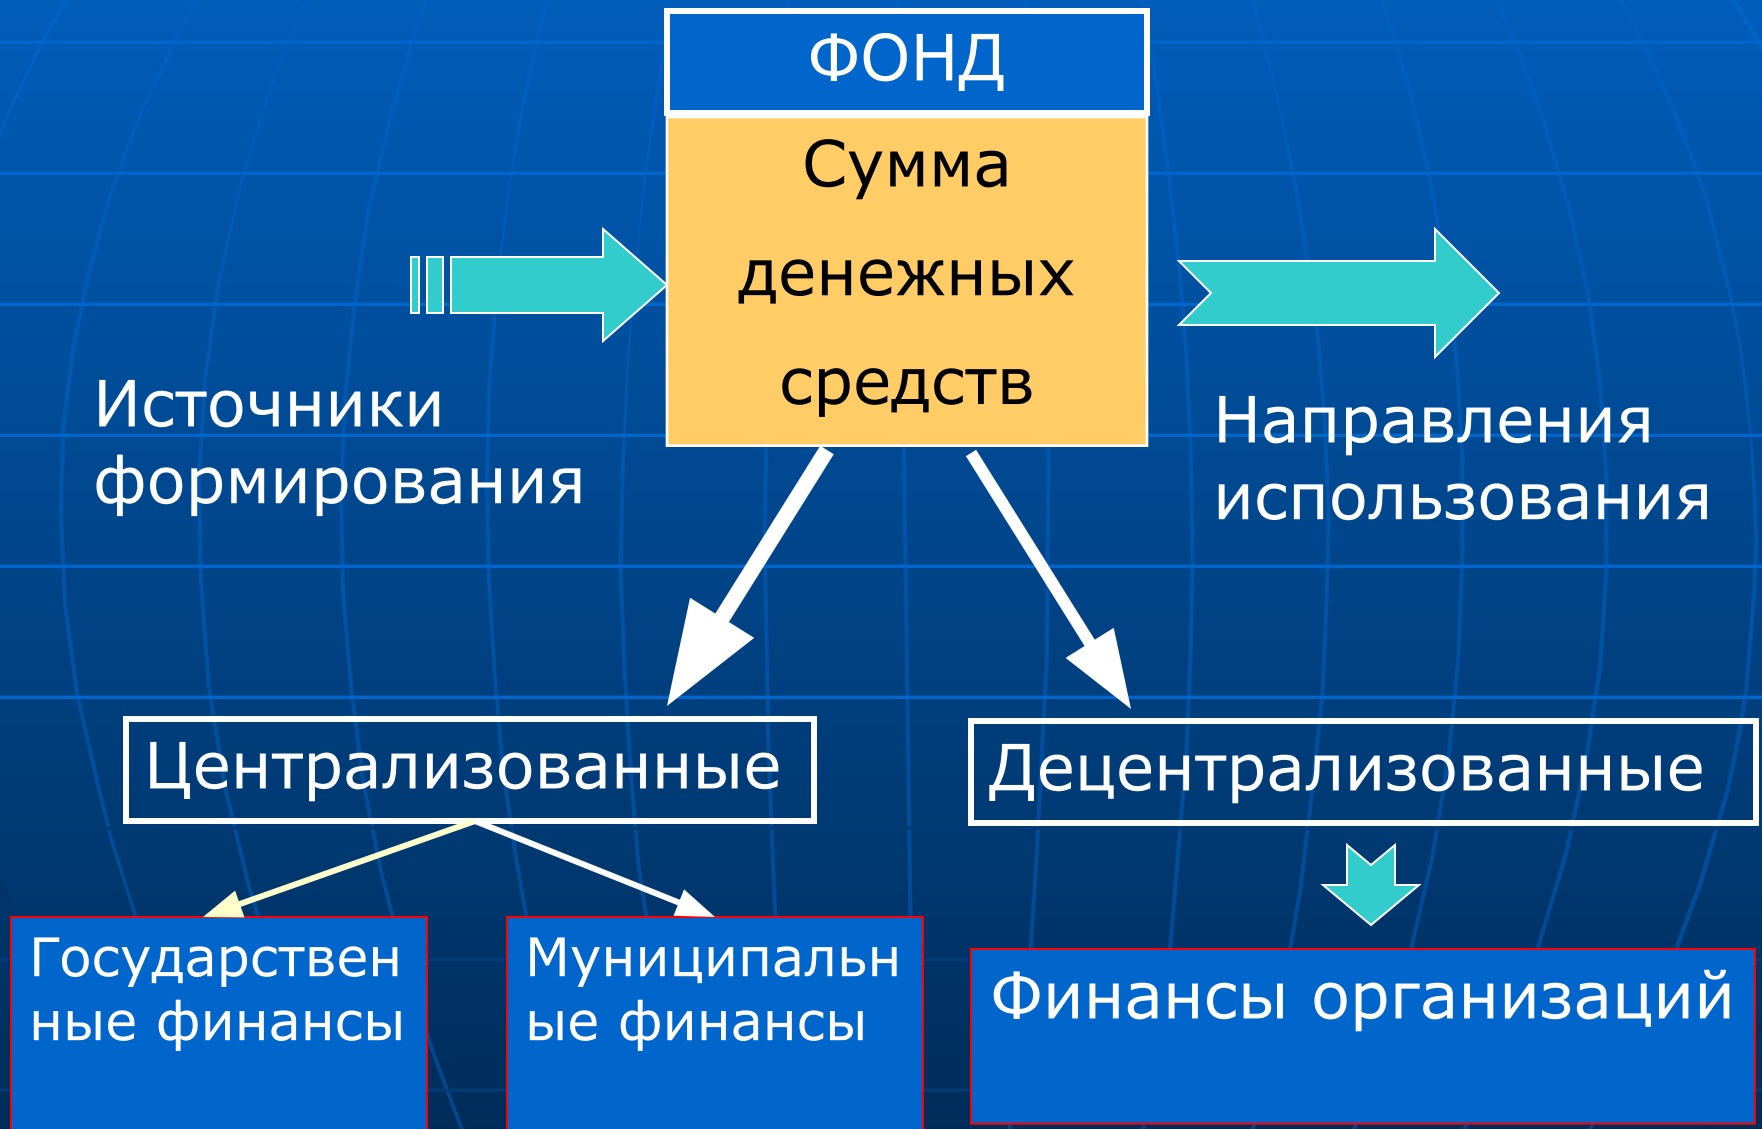 ФОНД
Сумма
денежных
средств
Источники
формирования
Направления
использования
Централизованные
Децентрализованные
Государствен
ные финансы
Муниципальн
ые финансы
Финансы организаций